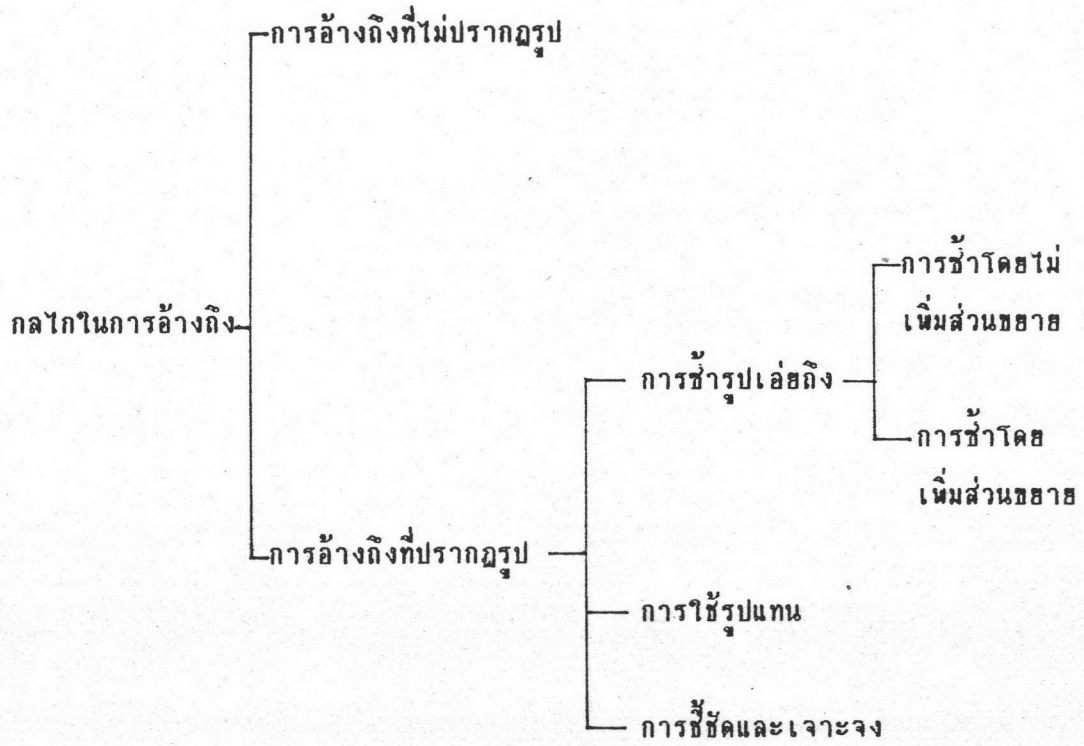 การอ้างถึงที่ไม่ปรากฏรูป
การซ้ำโดยไม่
กลไกในการอ้างถึง
เพิ่มส่วนขยาย
การซ้ำรูปเอ่ยถึง
การซ้ำโดย
เพิ่มส่วนขยาย
การอ้างถึงที่ปรากฏรูป
การใช้รูปแทน
การชี้ชัดและเจาะจง